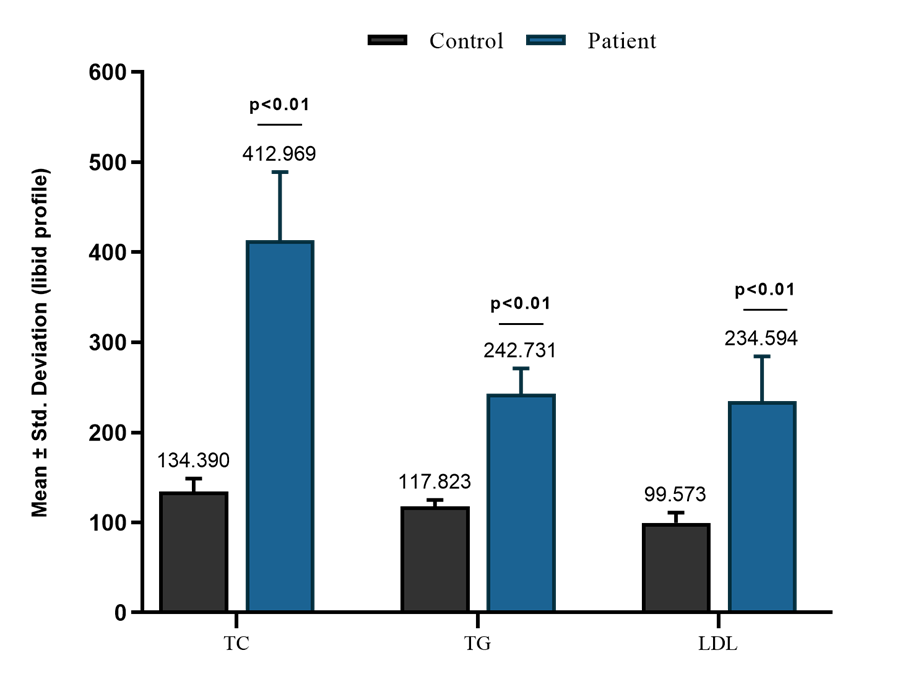 Control Patient
600
500
400
300
200
100
0
Mean ± Std. Deviation (libid profile)
p<0.01
412.969
134.390
p<0.01
242.731
117.823
p<0.01
234.594
99.573
TC TG LDL